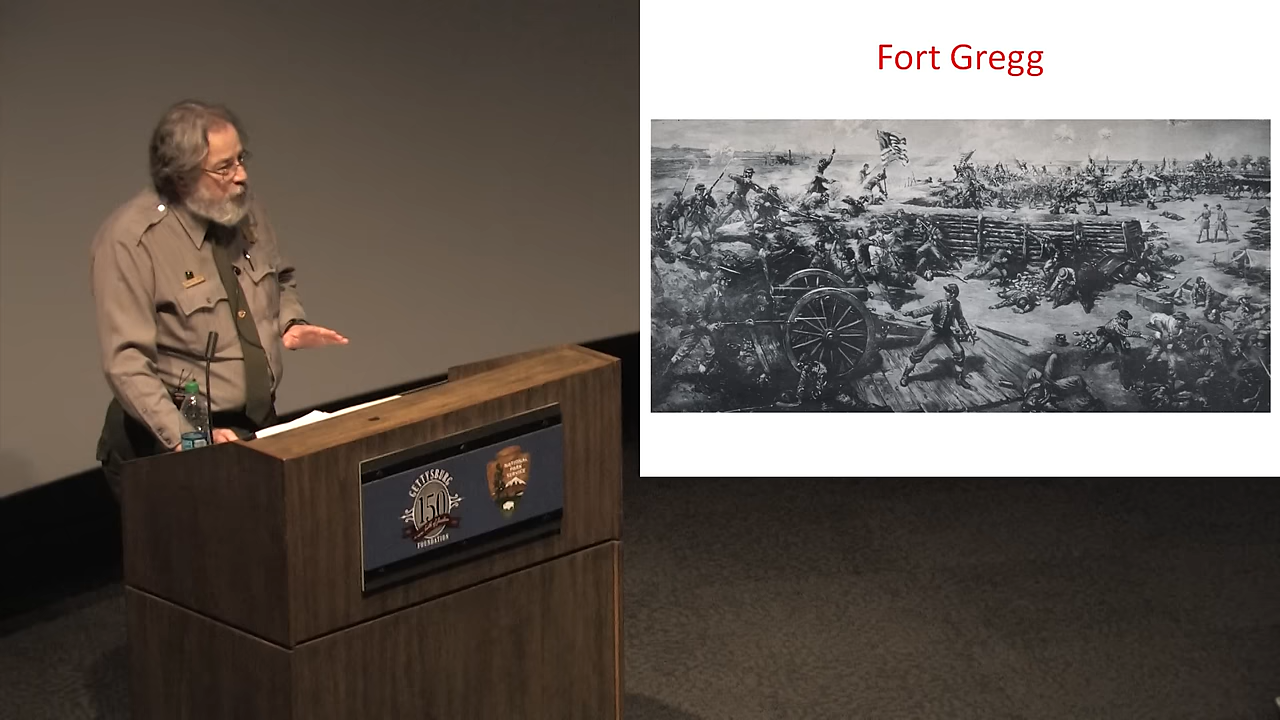 Fort Gregg
GETTYSBURG
150
FOUNDATION
NATIONAL
PARK
SERVICE